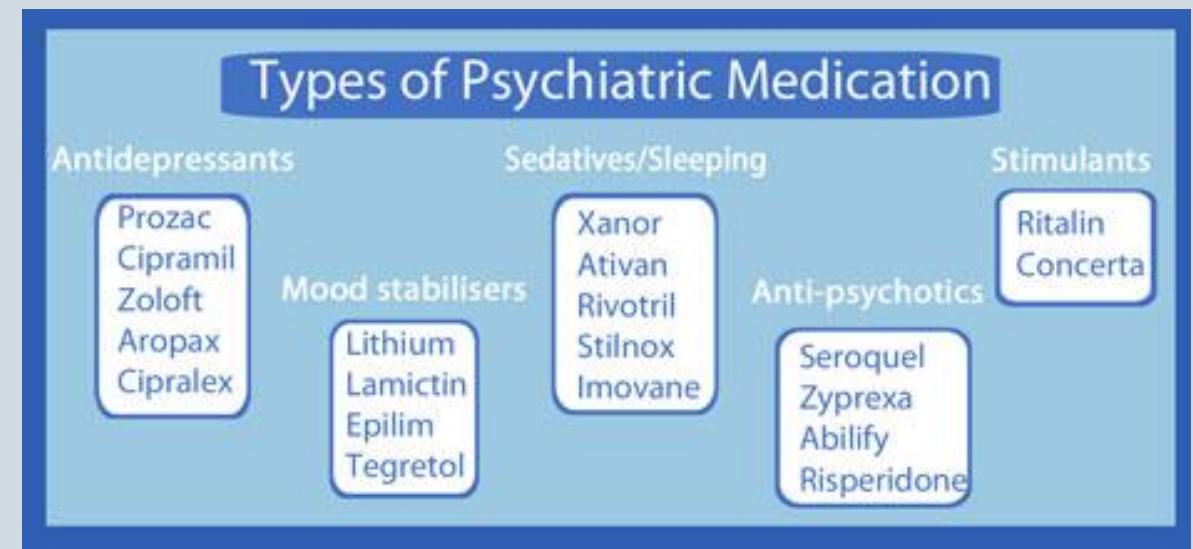 Types of Psychiatric Medication
Antidepressants
Prozac
Cipramil
Zoloft
Aropax
Cipralex
Mood stabilisers
Lithium
Lamictin
Epilim
Tegretol
Sedatives/Sleeping
Xanor
Ativan
Rivotril
Stilnox
Imovane
Anti-psychotics
Seroquel
Zyprexa
Abilify
Risperidone
Stimulants
Ritalin
Concerta